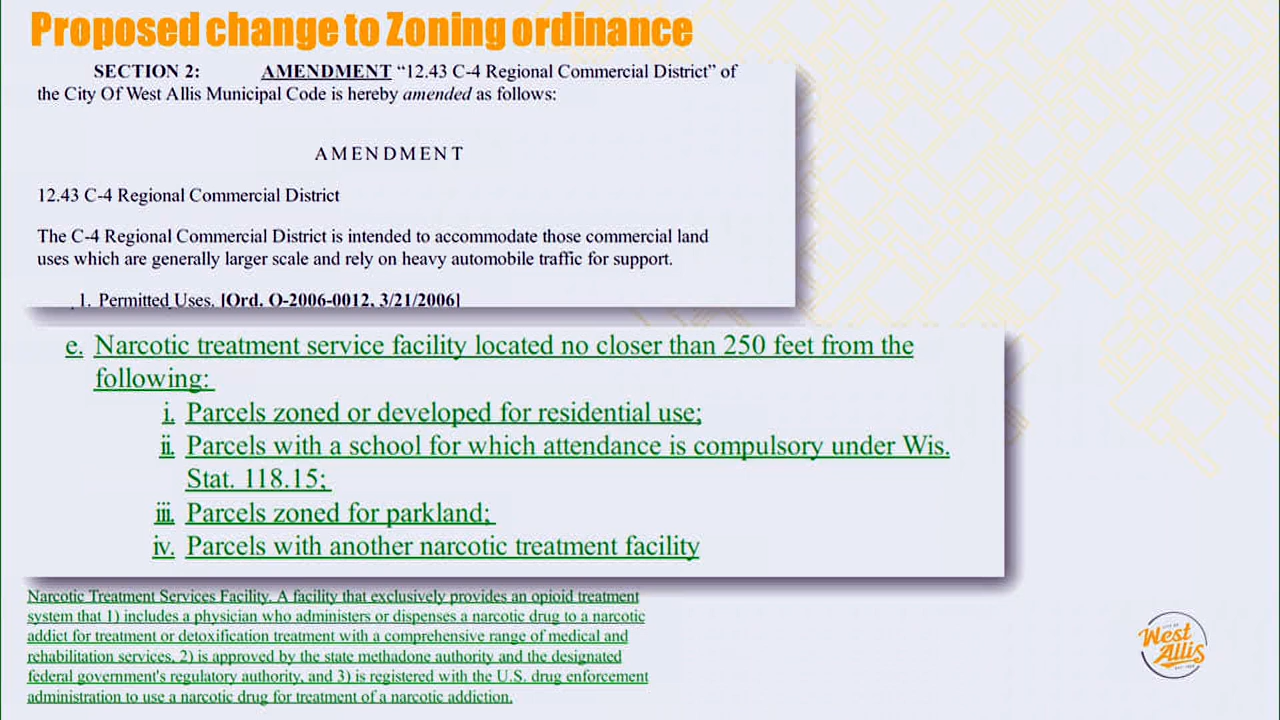 Proposed change to Zoning ordinance
SECTION 2: AMENDMENT “12.43 C-4 Regional Commercial District” of
the City Of West Allis Municipal Code is hereby amended as follows:
AMENDMENT
12.43 C-4 Regional Commercial District
The C-4 Regional Commercial District is intended to accommodate those commercial land
uses which are generally larger scale and rely on heavy automobile traffic for support.
1. Permitted Uses. [Ord. O-2006-0012, 3/21/2006]
e. Narcotic treatment service facility located no closer than 250 feet from the
following:
i. Parcels zoned or developed for residential use;
ii. Parcels with a school for which attendance is compulsory under Wis.
Stat. 118.15;
iii. Parcels zoned for parkland;
iv. Parcels with another narcotic treatment facility
Narcotic Treatment Services Facility. A facility that exclusively provides an opioid treatment
system that 1) includes a physician who administers or dispenses a narcotic drug to a narcotic
addict for treatment or detoxification treatment with a comprehensive range of medical and
rehabilitation services, 2) is approved by the state methadone authority and the designated
federal government's regulatory authority, and 3) is registered with the U.S. drug enforcement
administration to use a narcotic drug for treatment of a narcotic addiction.
West
Allis